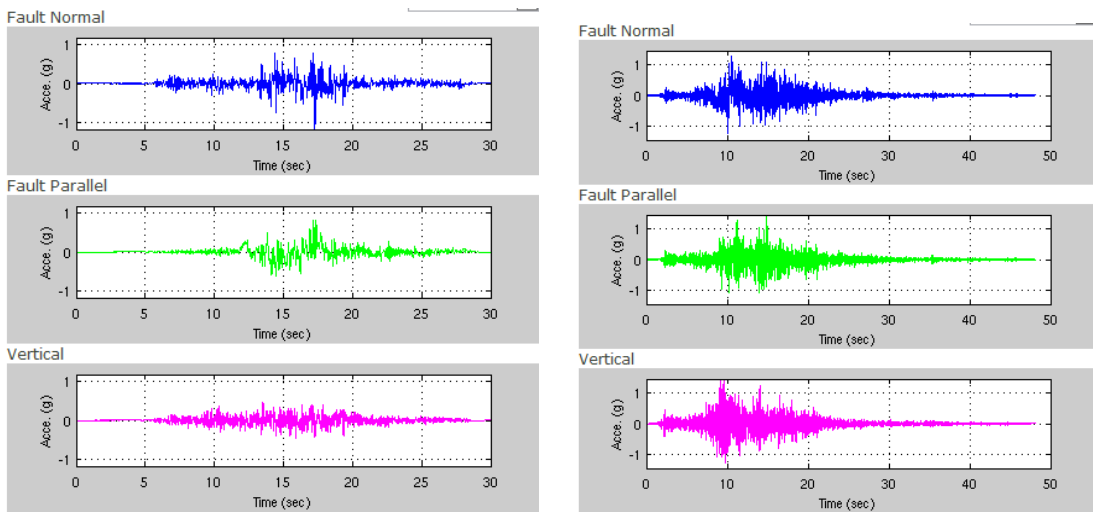 Fault Normal
Acce. (g)
1
0
-1
0 5 10 15 20 25 30
Time (sec)
Fault Parallel
Acce. (g)
1
0
-1
0 5 10 15 20 25 30
Time (sec)
Vertical
Acce. (g)
1
0
-1
0 5 10 15 20 25 30
Time (sec)
Fault Normal
Acce. (g)
1
0
-1
0 10 20 30 40 50
Time (sec)
Fault Parallel
Acce. (g)
1
0
-1
0 10 20 30 40 50
Time (sec)
Vertical
Acce. (g)
1
0
-1
0 10 20 30 40 50
Time (sec)